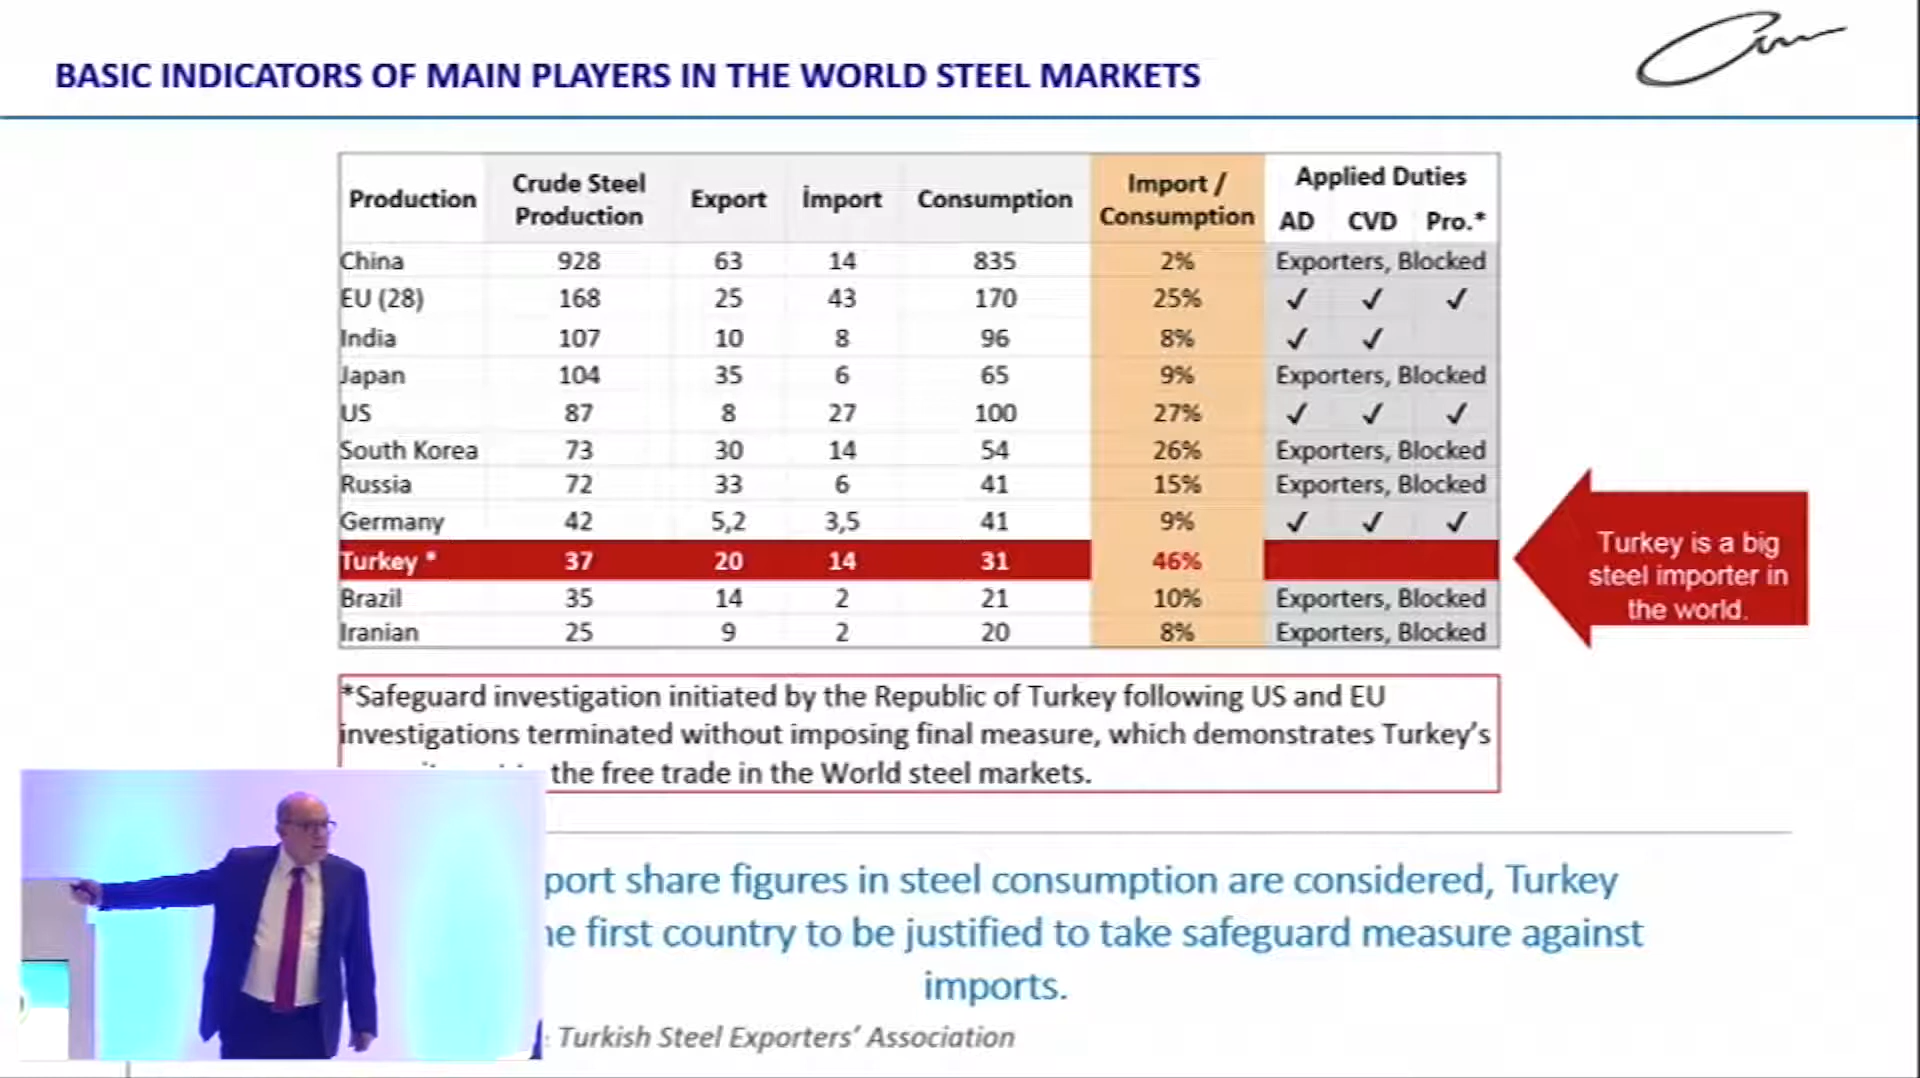 BASIC INDICATORS OF MAIN PLAYERS IN THE WORLD STEEL MARKETS
Production Crude Steel Production Export İmport Consumption Import / Consumption Applied Duties
AD CVD Pro.*
China 928 63 14 835 2% Exporters, Blocked
EU (28) 168 25 43 170 25% ✓ ✓ ✓
India 107 10 8 96 8% ✓ ✓
Japan 104 35 6 65 9% Exporters, Blocked
US 87 8 27 100 27% ✓ ✓ ✓
South Korea 73 30 14 54 26% Exporters, Blocked
Russia 72 33 6 41 15% Exporters, Blocked
Germany 42 5,2 3,5 41 9% ✓ ✓ ✓
Turkey * 37 20 14 31 46%
Brazil 35 14 2 21 10% Exporters, Blocked
Iranian 25 9 2 20 8% Exporters, Blocked
Turkey is a big
steel importer in
the world.
*Safeguard investigation initiated by the Republic of Turkey following US and EU
investigations terminated without imposing final measure, which demonstrates Turkey's
the free trade in the World steel markets.
port share figures in steel consumption are considered, Turkey
first country to be justified to take safeguard measure against
imports.
: Turkish Steel Exporters' Association